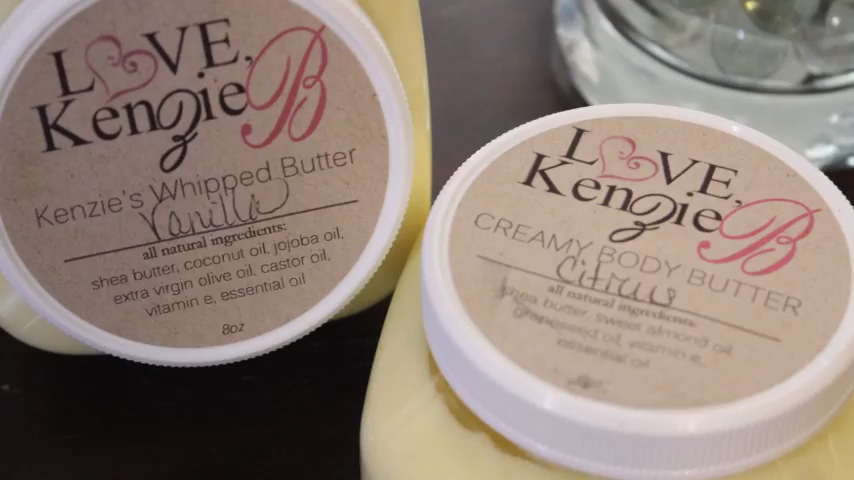 LOVE,
Kenzie B
Kenzie's Whipped Butter
Vanilla
all natural ingredients:
shea butter, coconut oil, jojoba oil,
extra virgin olive oil, castor oil,
vitamin e, essential oil
8oz
LOVE,
Kenzie B
CREAMY BODY BUTTER
Citrus
all natural ingredients:
shea butter, sweet almond oil,
grapeseed oil, vitamin e,
essential oil